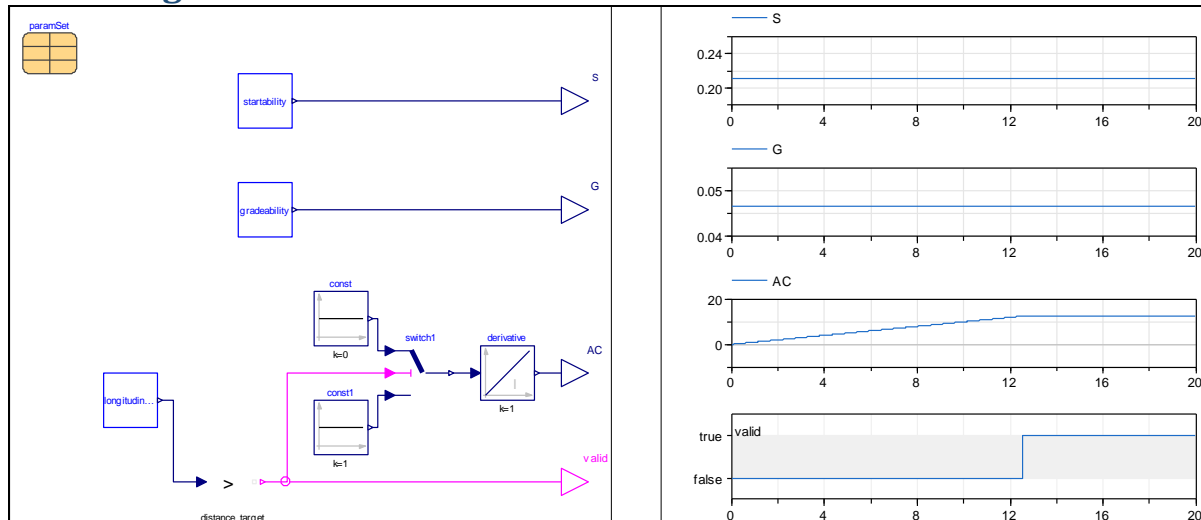 paramSet
startability
S
gradeability
G
const
k=0
switch1
derivative
k=1
AC
longitudin...
const1
k=1
valid
>
distance_target
S
0.24
0.20
0 4 8 12 16 20
G
0.05
0.04
0 4 8 12 16 20
AC
20
0
0 4 8 12 16 20
valid
true
false
0 4 8 12 16 20